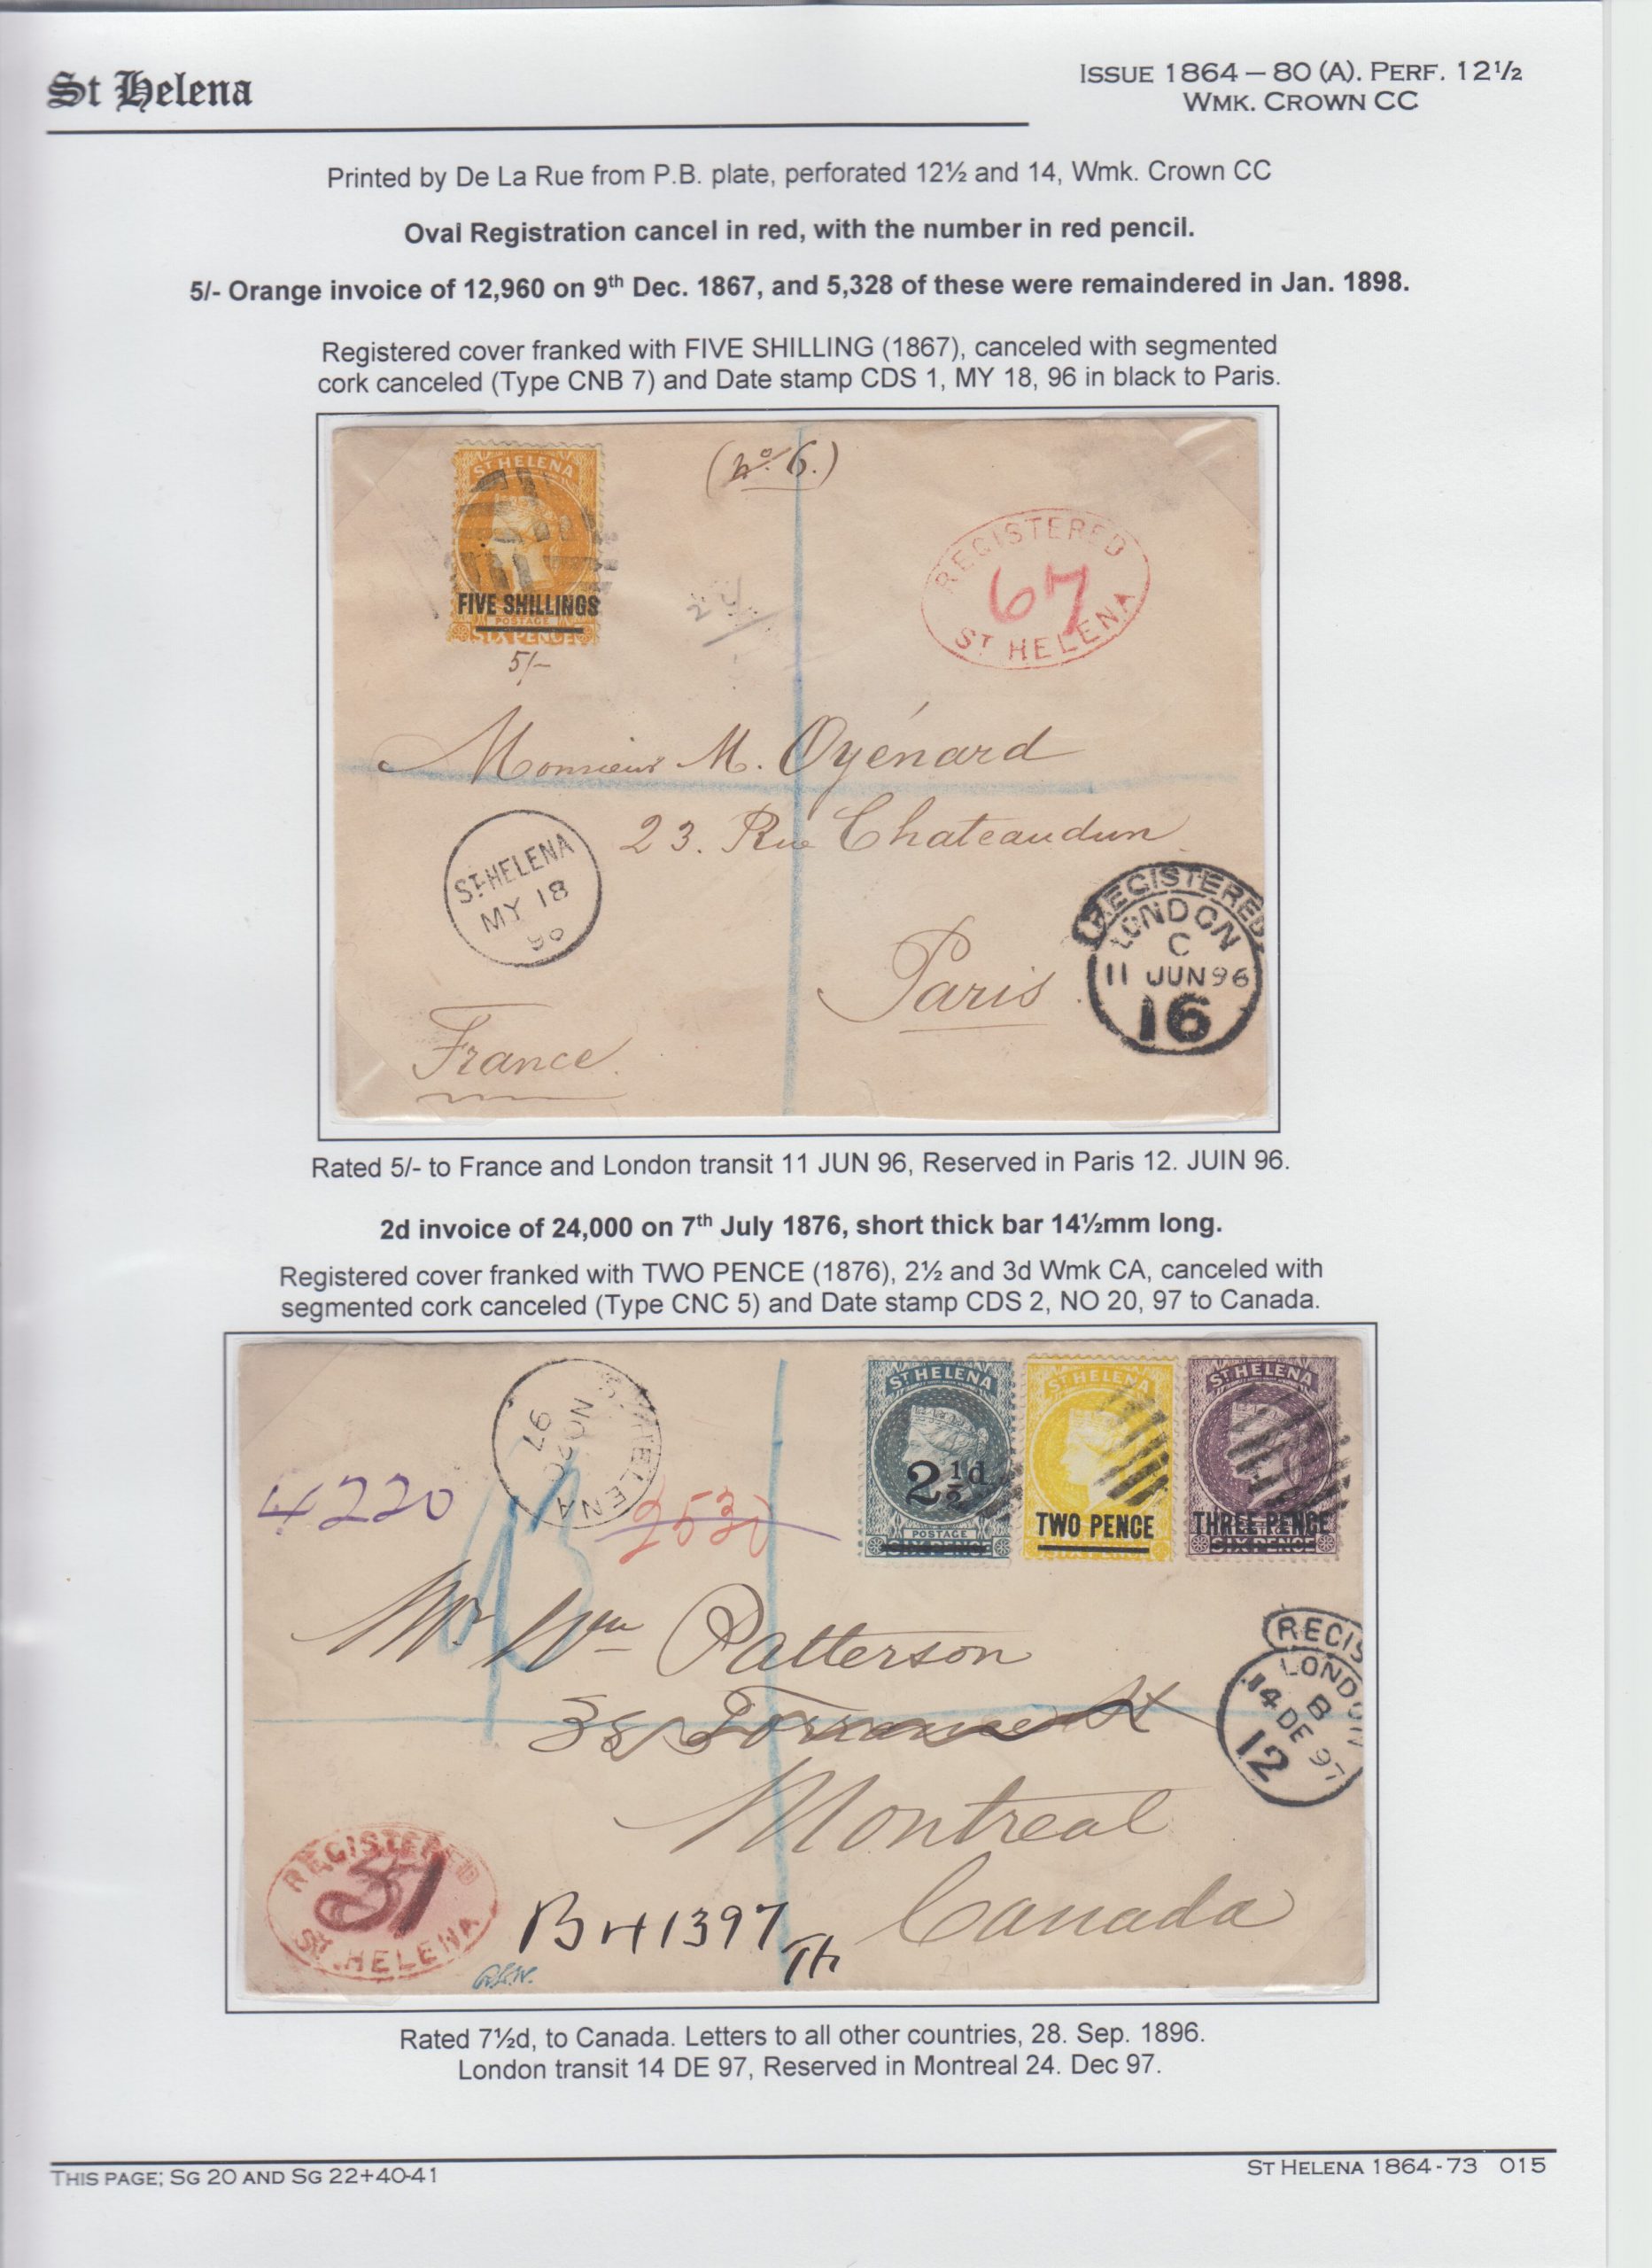 St Helena
ISSUE 1864 – 80 (A). PERF. 12½
WMK. CROWN CC
Printed by De La Rue from P.B. plate, perforated 12½ and 14, Wmk. Crown CC
Oval Registration cancel in red, with the number in red pencil.
5/- Orange invoice of 12,960 on 9th Dec. 1867, and 5,328 of these were remaindered in Jan. 1898.
Registered cover franked with FIVE SHILLING (1867), canceled with segmented
cork canceled (Type CNB 7) and Date stamp CDS 1, MY 18, 96 in black to Paris.
ST HELENA
FIVE SHILLINGS
POSTAGE
SIX PENCE
5/-
(No. 6.)
REGISTERED
67
ST HELENA
Monsieur M. Oyénard
23. Rue Chateaudun
ST. HELENA
MY 18
96
Paris
France.
REGISTERED
LONDON
C
11 JUN 96
16
Rated 5/- to France and London transit 11 JUN 96, Reserved in Paris 12. JUIN 96.
2d invoice of 24,000 on 7th July 1876, short thick bar 14½mm long.
Registered cover franked with TWO PENCE (1876), 2½ and 3d Wmk CA, canceled with
segmented cork canceled (Type CNC 5) and Date stamp CDS 2, NO 20, 97 to Canada.
ST HELENA
NO 20
97
4220
2530
ST HELENA
2½d
POSTAGE
SIX PENCE
ST HELENA
TWO PENCE
SIX PENCE
ST HELENA
THREE PENCE
SIX PENCE
Mr. Wm Patterson
35 Torrance St
Montreal
Canada
REGIS
LONDON
B
14 DE 97
12
REGISTERED
31
ST. HELENA
B H 1397
Th
Rated 7½d, to Canada. Letters to all other countries, 28. Sep. 1896.
London transit 14 DE 97, Reserved in Montreal 24. Dec 97.
THIS PAGE; SG 20 AND SG 22+40-41
ST HELENA 1864-73 015